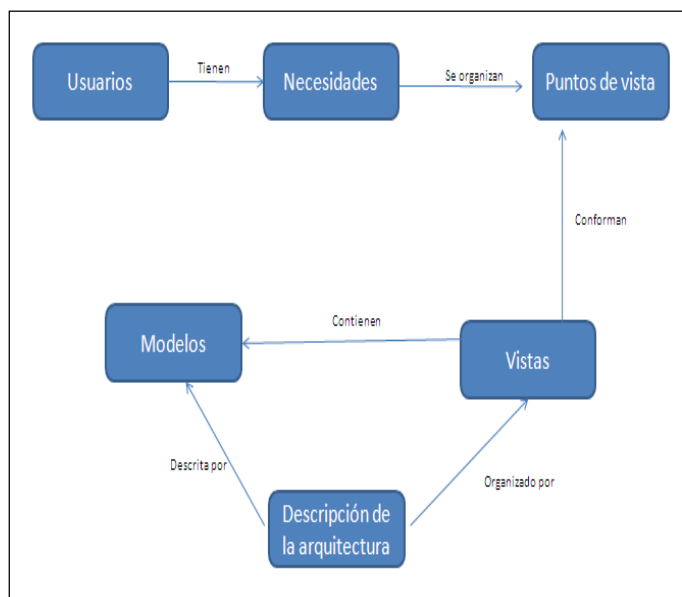 Usuarios
Tienen
Necesidades
Se organizan
Puntos de vista
Conforman
Modelos
Contienen
Vistas
Descrita por
Organizado por
Descripción de
la arquitectura